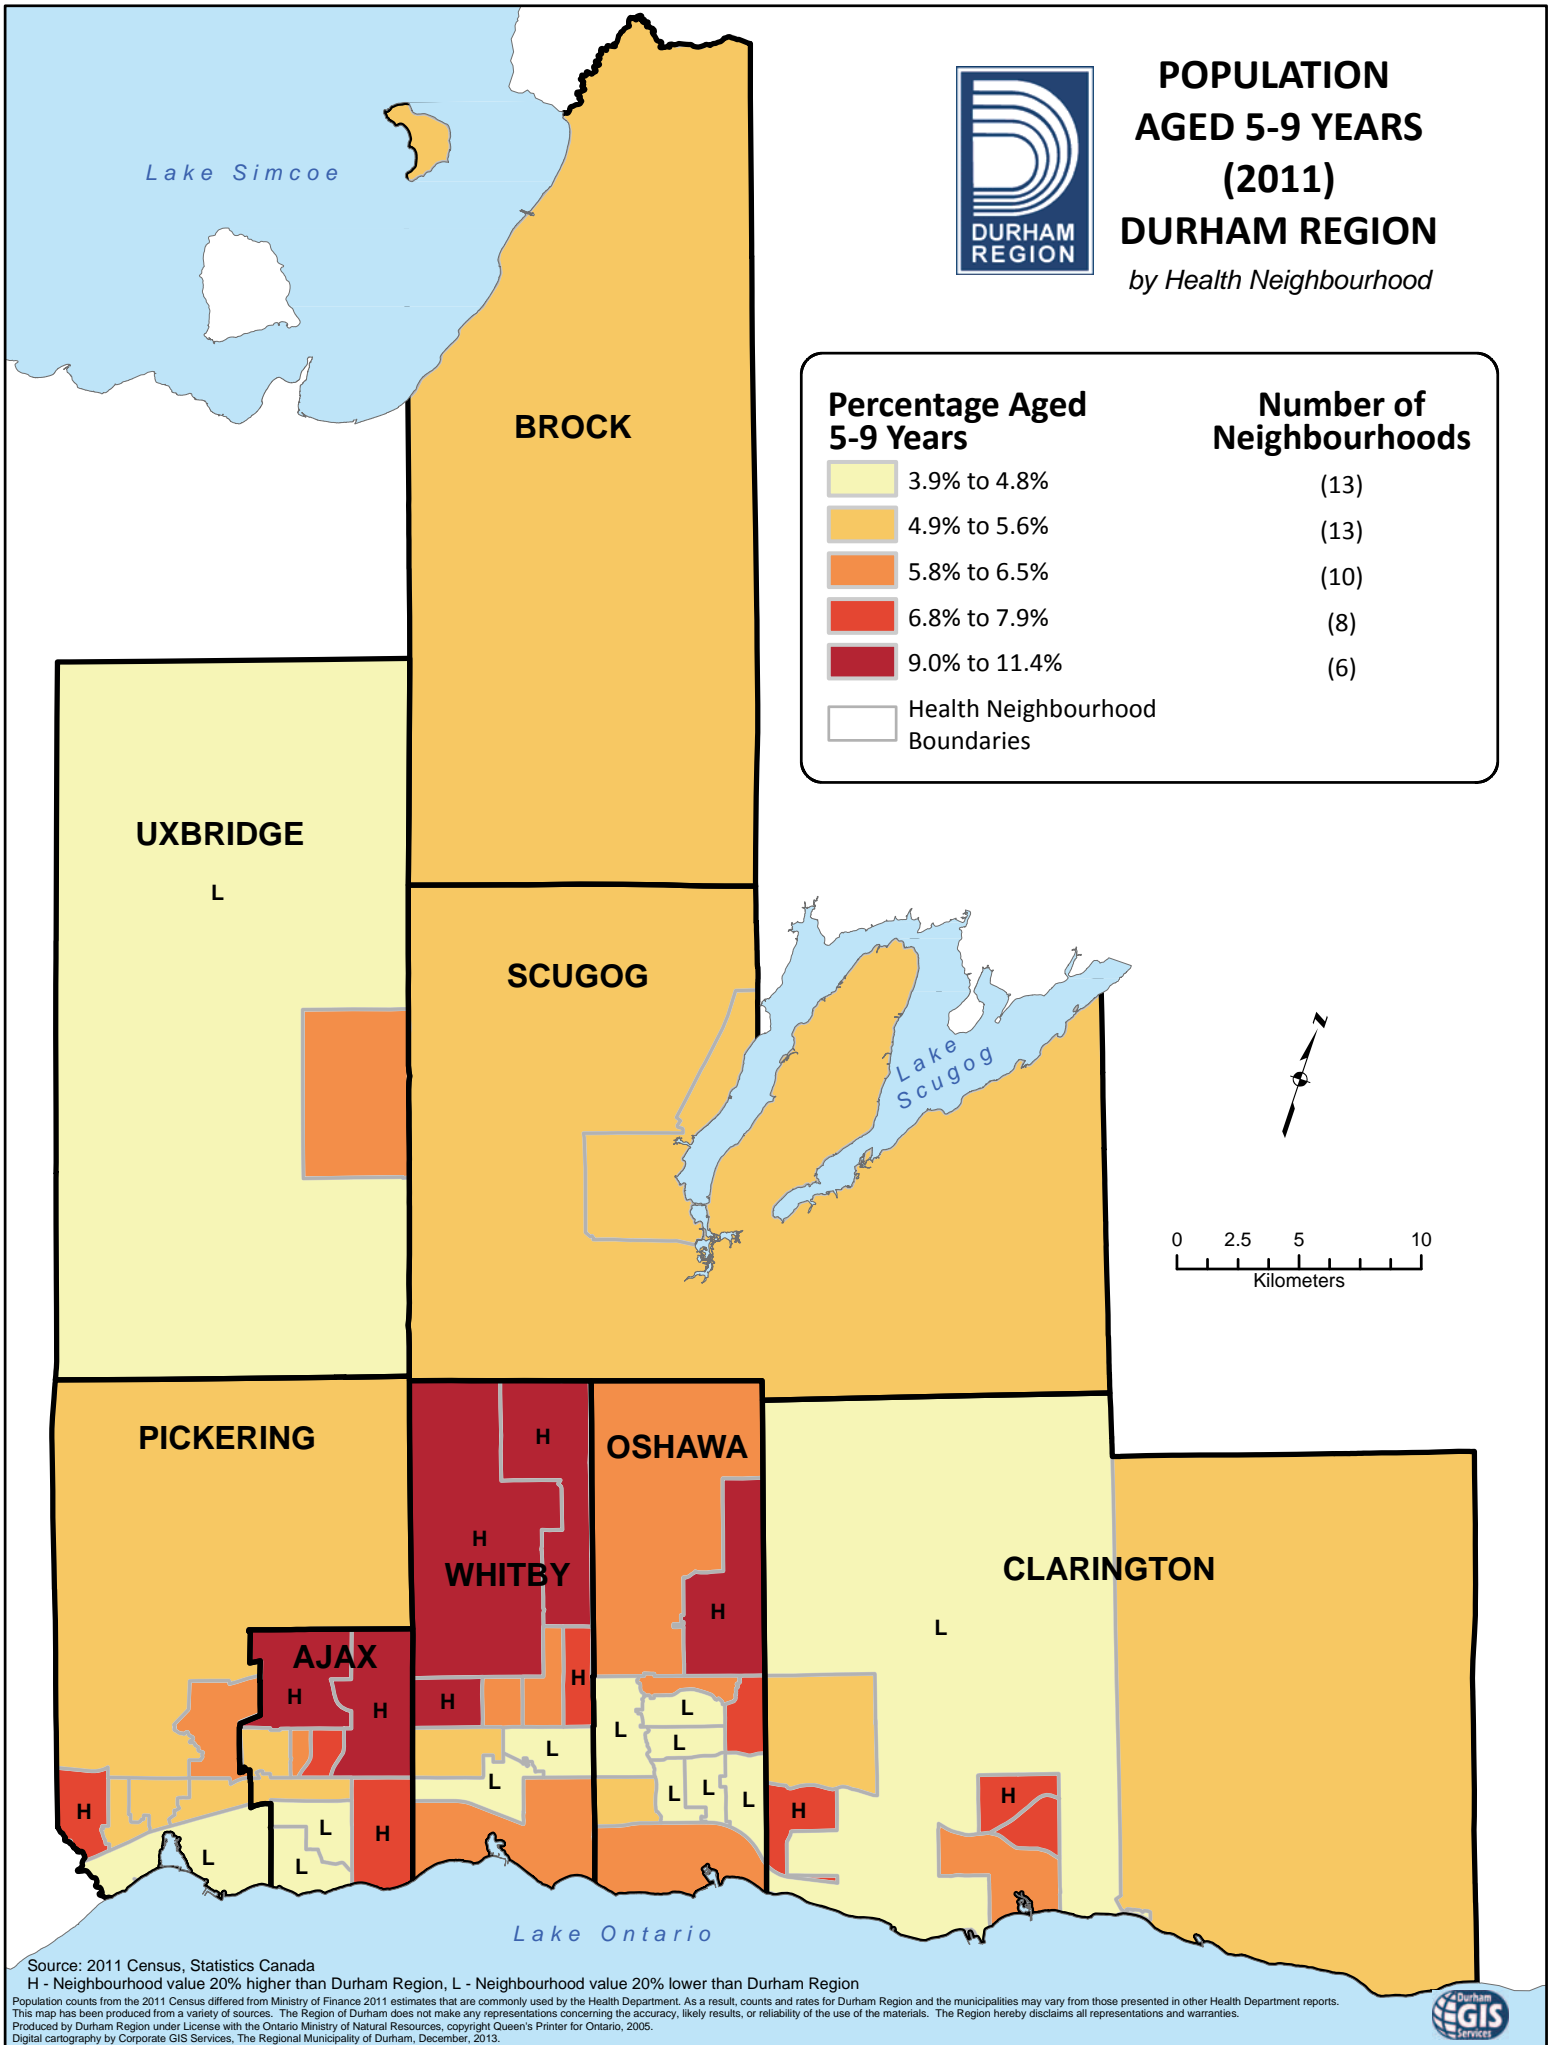 POPULATION
AGED 5-9 YEARS
(2011)
DURHAM REGION
by Health Neighbourhood
DURHAM
REGION
Lake Simcoe
Percentage Aged
5-9 Years
Number of
Neighbourhoods
3.9% to 4.8% (13)
4.9% to 5.6% (13)
5.8% to 6.5% (10)
6.8% to 7.9% (8)
9.0% to 11.4% (6)
Health Neighbourhood
Boundaries
BROCK
UXBRIDGE
L
SCUGOG
Lake
Scugog
N
0 2.5 5 10
Kilometers
PICKERING
H
OSHAWA
H
WHITBY
CLARINGTON
H
L
AJAX
H
H
H
H
L
L
L
L
L
L
L
L
L
H
H
H
L
H
L
L
Lake Ontario
Source: 2011 Census, Statistics Canada
H - Neighbourhood value 20% higher than Durham Region, L - Neighbourhood value 20% lower than Durham Region
Population counts from the 2011 Census differed from Ministry of Finance 2011 estimates that are commonly used by the Health Department. As a result, counts and rates for Durham Region and the municipalities may vary from those presented in other Health Department reports.
This map has been produced from a variety of sources. The Region of Durham does not make any representations concerning the accuracy, likely results, or reliability of the use of the materials. The Region hereby disclaims all representations and warranties.
Produced by Durham Region under License with the Ontario Ministry of Natural Resources, copyright Queen's Printer for Ontario, 2005.
Digital cartography by Corporate GIS Services, The Regional Municipality of Durham, December, 2013.
Durham
GIS
Services